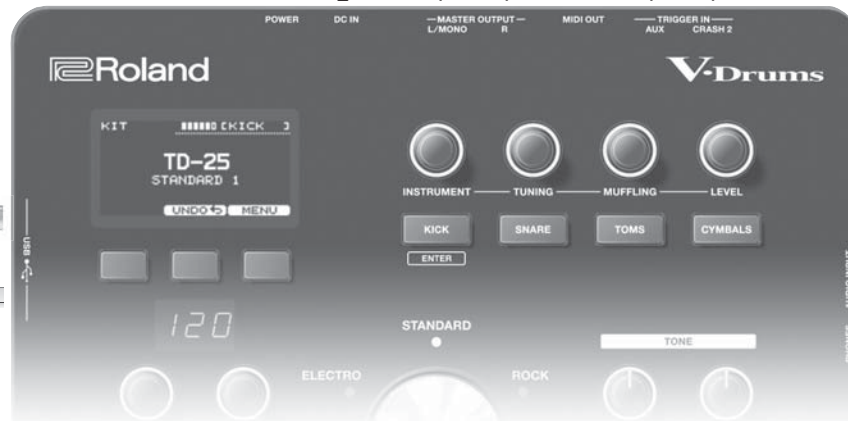 POWER DC IN MASTER OUTPUT MIDI OUT TRIGGER IN
L/MONO R AUX CRASH 2
Roland V-Drums
KIT [KICK ]
TD-25
STANDARD 1
UNDO MENU
INSTRUMENT TUNING MUFFLING LEVEL
KICK SNARE TOMS CYMBALS
ENTER
USB
120
STANDARD
TONE
ELECTRO ROCK